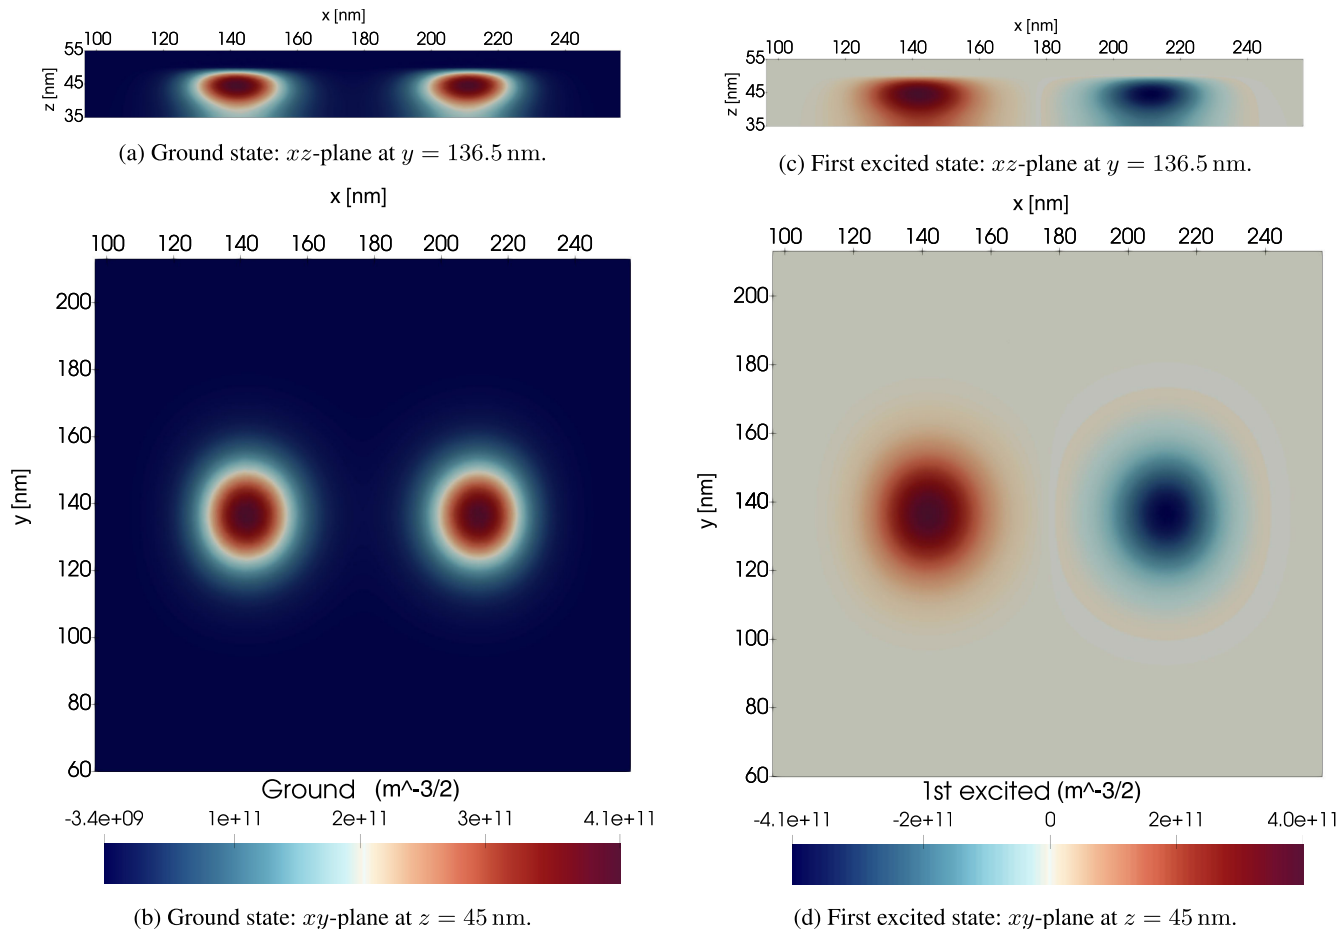 x [nm]
100 120 140 160 180 200 220 240
55
45
35
z [nm]
(a) Ground state: xz-plane at y = 136.5 nm.
x [nm]
100 120 140 160 180 200 220 240
200
180
160
140
120
100
80
60
y [nm]
Ground (m^-3/2)
-3.4e+09 1e+11 2e+11 3e+11 4.1e+11
(b) Ground state: xy-plane at z = 45 nm.
x [nm]
100 120 140 160 180 200 220 240
55
45
35
z [nm]
(c) First excited state: xz-plane at y = 136.5 nm.
x [nm]
100 120 140 160 180 200 220 240
200
180
160
140
120
100
80
60
y [nm]
1st excited (m^-3/2)
-4.1e+11 -2e+11 0 2e+11 4.0e+11
(d) First excited state: xy-plane at z = 45 nm.